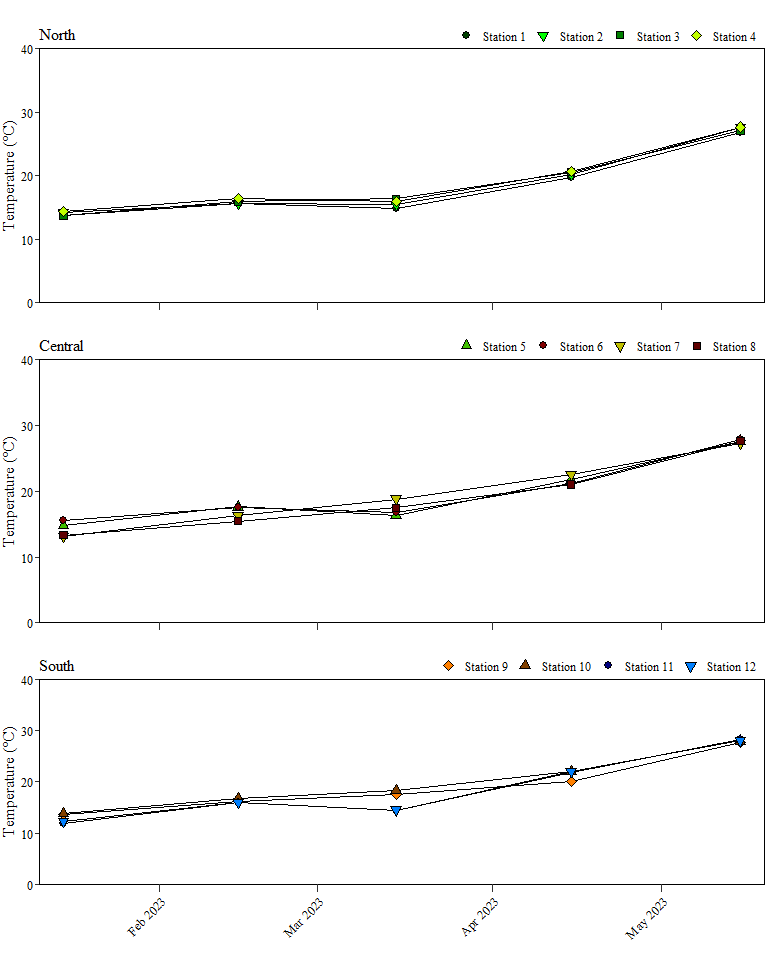 North
Station 1 Station 2 Station 3 Station 4
40
30
20
10
0
Temperature (°C)
Central
Station 5 Station 6 Station 7 Station 8
40
30
20
10
0
Temperature (°C)
South
Station 9 Station 10 Station 11 Station 12
40
30
20
10
0
Temperature (°C)
Feb 2023 Mar 2023 Apr 2023 May 2023